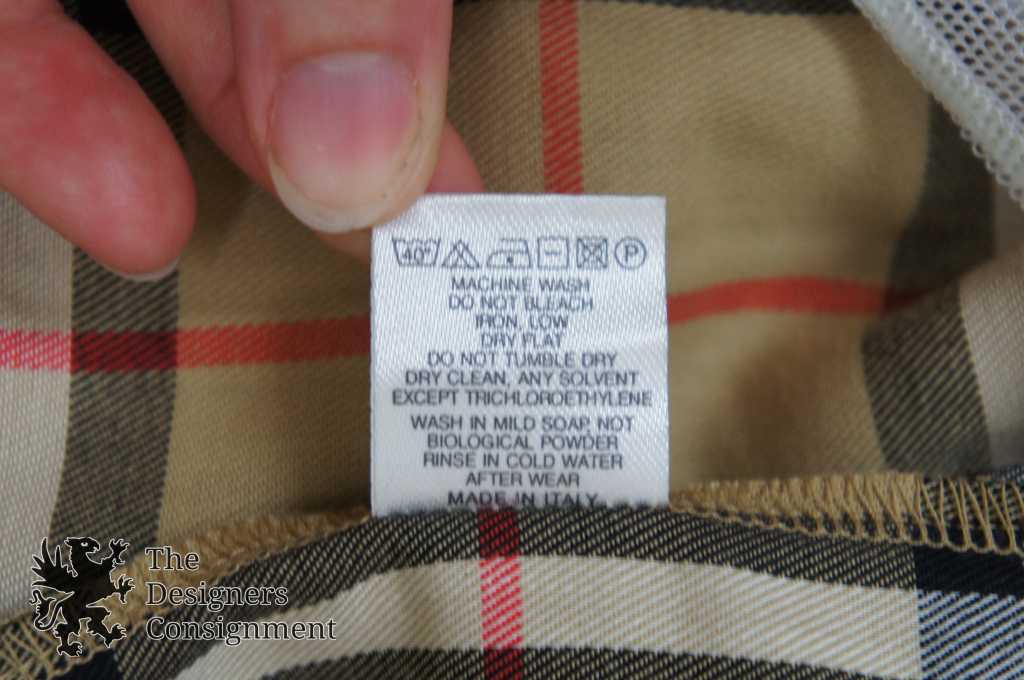 40°
P
MACHINE WASH
DO NOT BLEACH
IRON, LOW
DRY FLAT
DO NOT TUMBLE DRY
DRY CLEAN, ANY SOLVENT
EXCEPT TRICHLOROETHYLENE
WASH IN MILD SOAP, NOT
BIOLOGICAL POWDER
RINSE IN COLD WATER
AFTER WEAR
MADE IN ITALY
The
Designers
Consignment